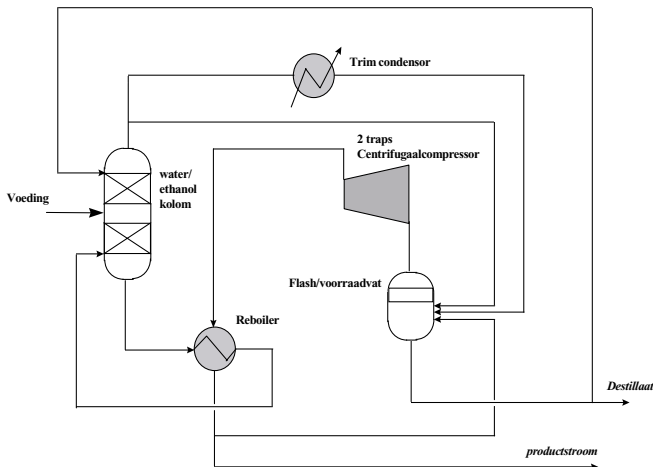 Trim condensor
2 traps
Centrifugaalcompressor
water/
ethanol
kolom
Voeding
Flash/voorraadvat
Reboiler
Destillaat
productstroom